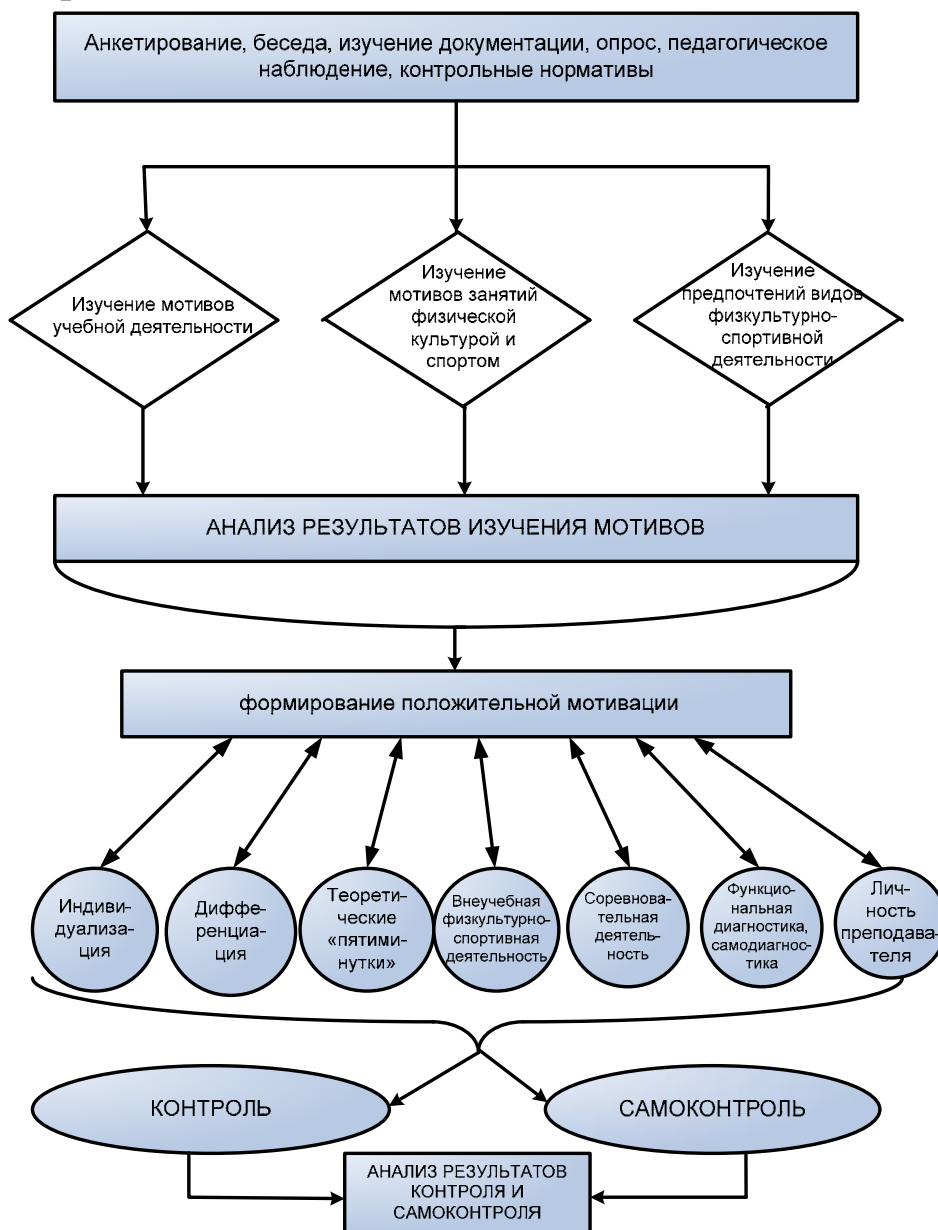 Анкетирование, беседа, изучение документации, опрос, педагогическое
наблюдение, контрольные нормативы
Изучение мотивов
учебной деятельности
Изучение
мотивов занятий
физической
культурой и
спортом
Изучение
предпочтений видов
физкультурно-
спортивной
деятельности
АНАЛИЗ РЕЗУЛЬТАТОВ ИЗУЧЕНИЯ МОТИВОВ
формирование положительной мотивации
Индиви-
дуализа-
ция
Диффе-
ренциа-
ция
Теорети-
ческие
«пятими-
нутки»
Внеучебная
физкультурно-
спортивная
деятельность
Соревнова-
тельная
деятель-
ность
Функцио-
нальная
диагностика,
самодиагнос-
тика
Лич-
ность
преподава-
теля
КОНТРОЛЬ
САМОКОНТРОЛЬ
АНАЛИЗ РЕЗУЛЬТАТОВ
КОНТРОЛЯ И
САМОКОНТРОЛЯ